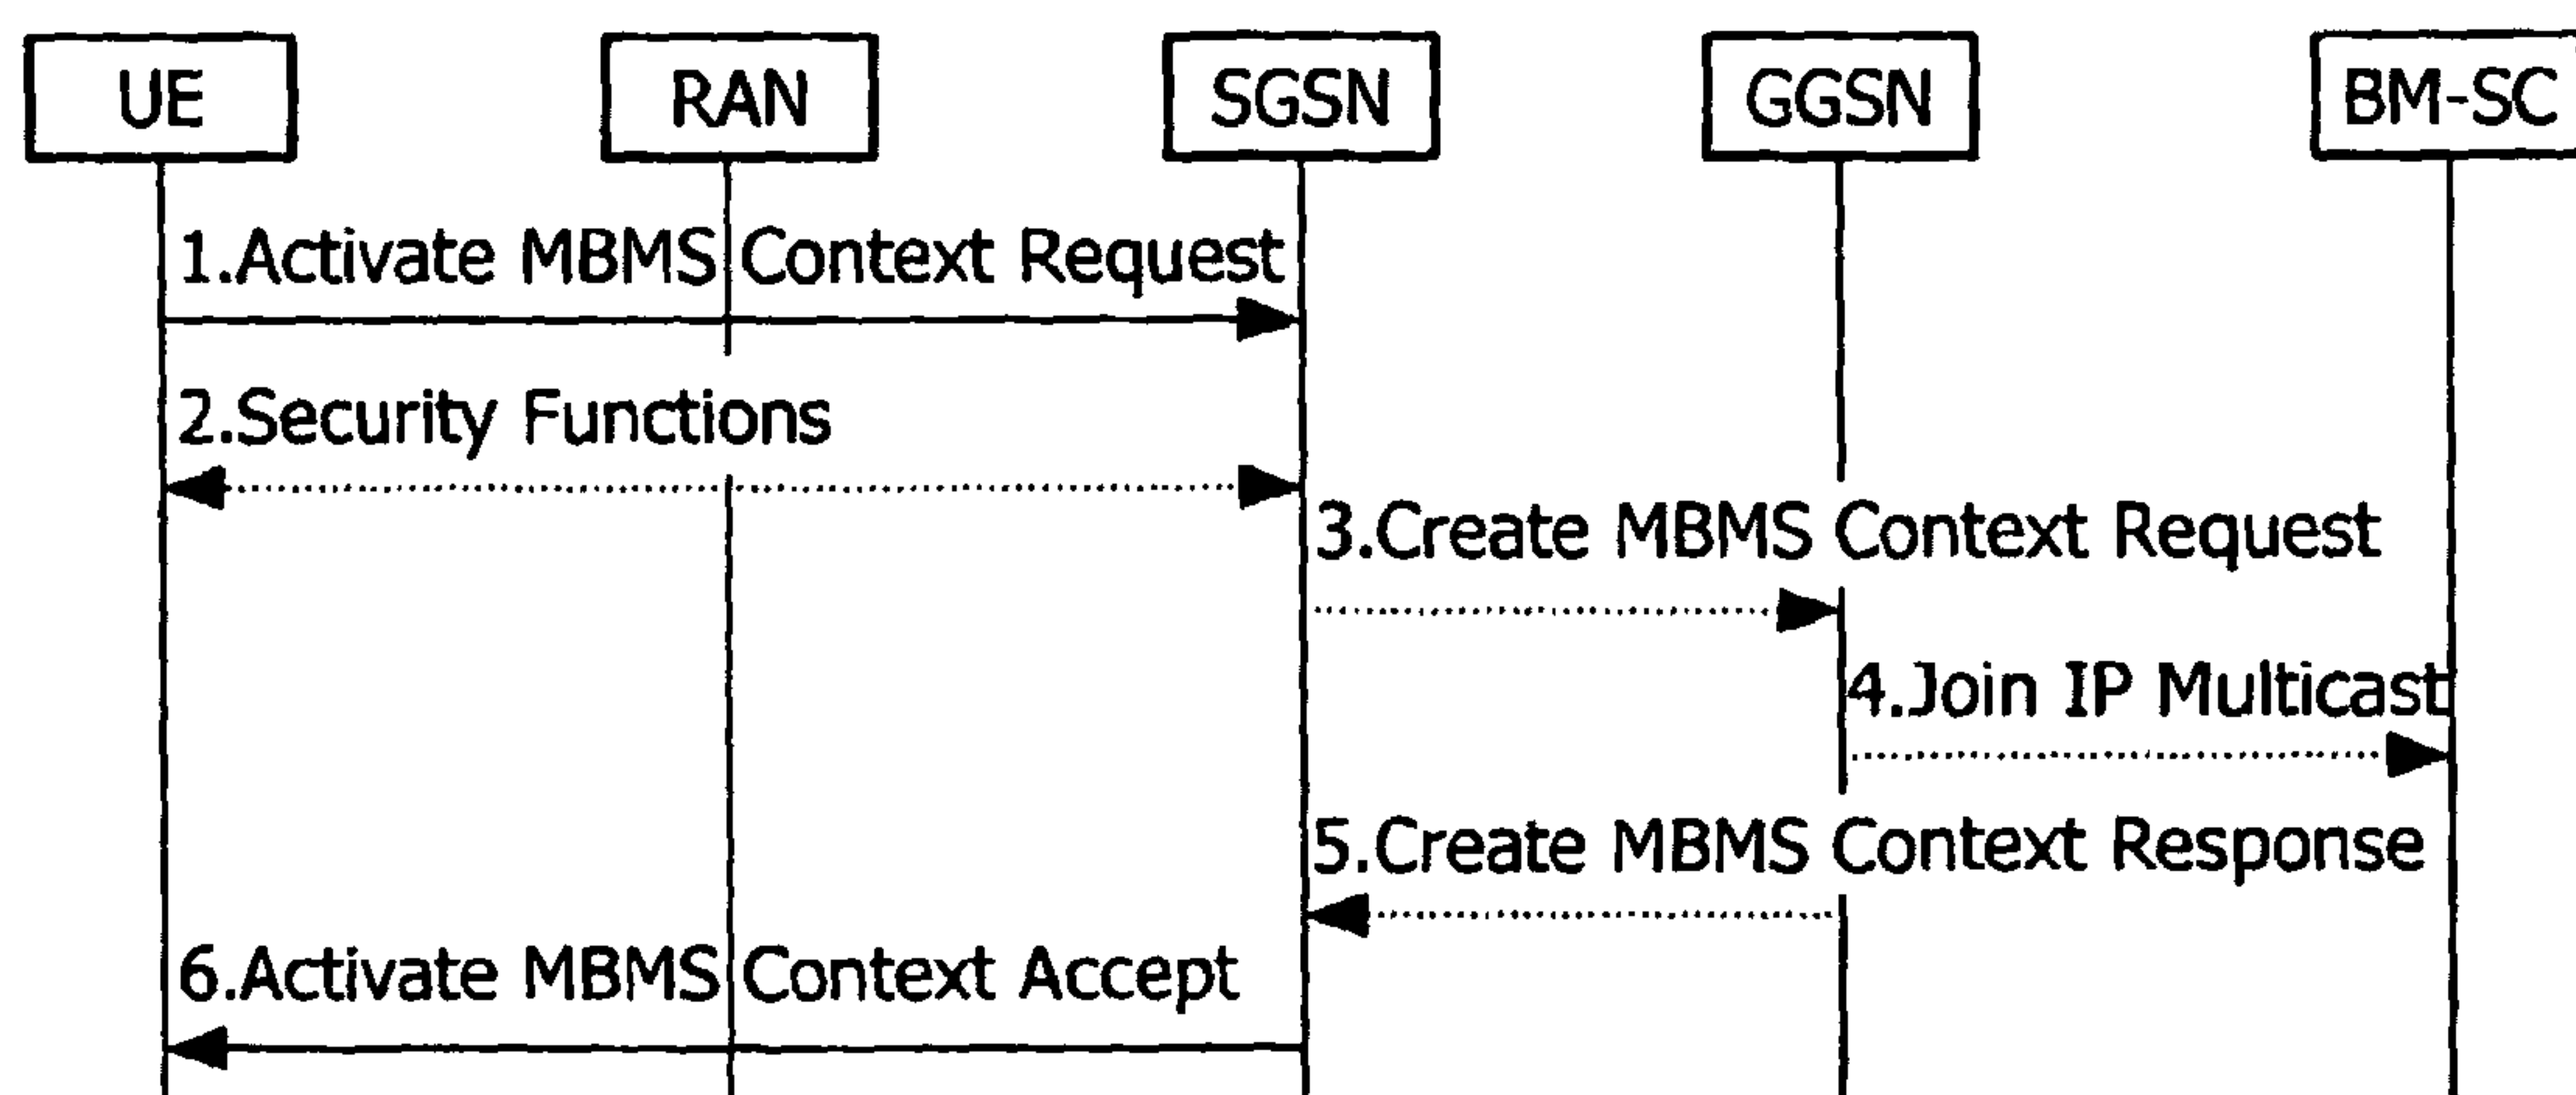 UE RAN SGSN GGSN BM-SC
1.Activate MBMS Context Request
2.Security Functions
3.Create MBMS Context Request
4.Join IP Multicast
5.Create MBMS Context Response
6.Activate MBMS Context Accept